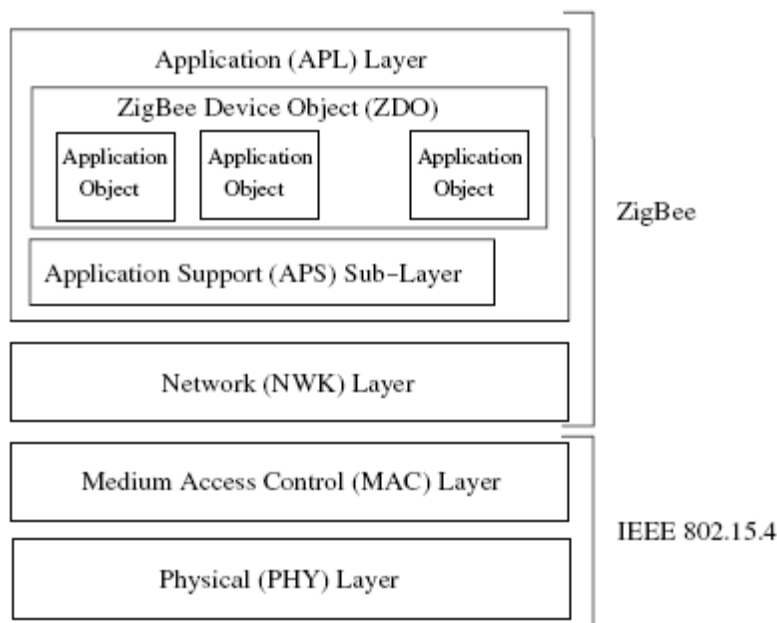 Application (APL) Layer
ZigBee Device Object (ZDO)
Application
Object
Application
Object
Application
Object
ZigBee
Application Support (APS) Sub-Layer
Network (NWK) Layer
Medium Access Control (MAC) Layer
IEEE 802.15.4
Physical (PHY) Layer